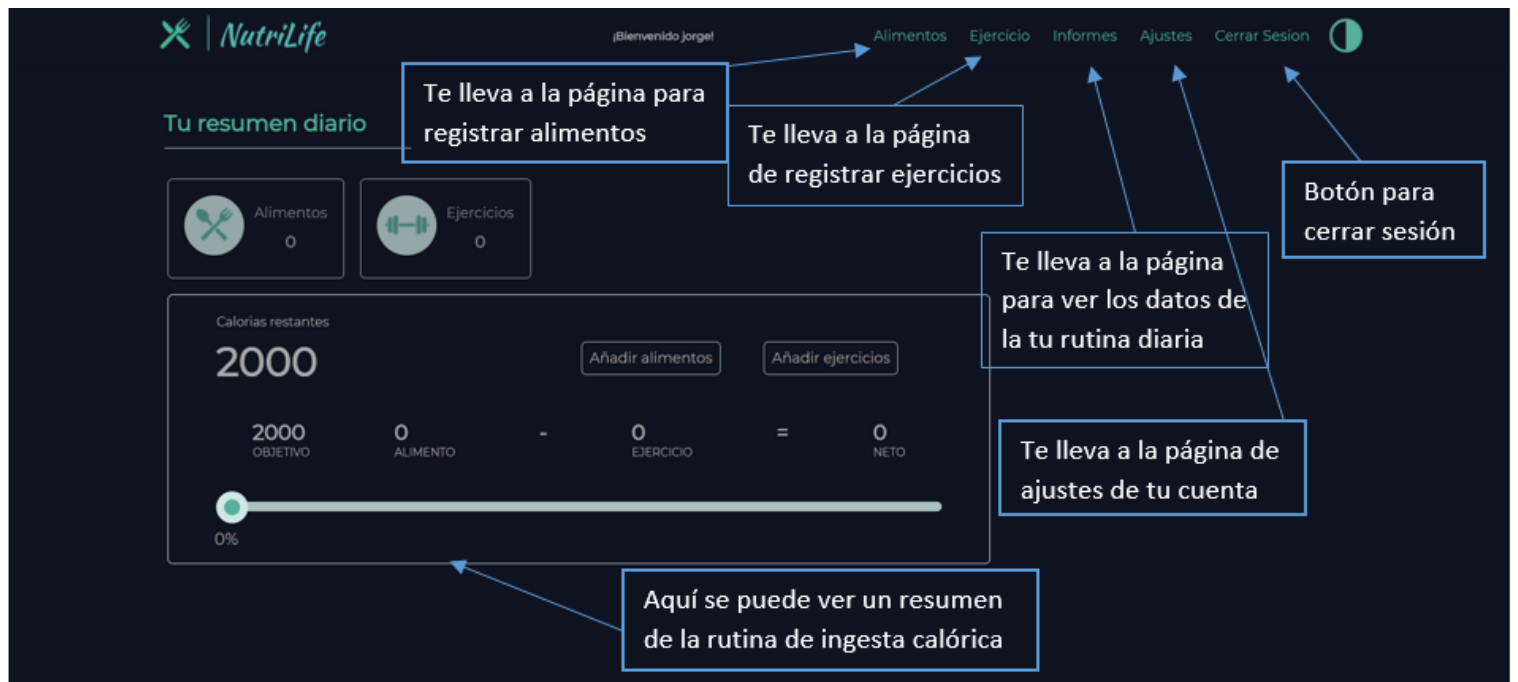 NutriLife
¡Bienvenido jorge!
Alimentos
Ejercicio
Informes
Ajustes
Cerrar Sesion
Te lleva a la página para
registrar alimentos
Te lleva a la página
de registrar ejercicios
Botón para
cerrar sesión
Te lleva a la página
para ver los datos de
la tu rutina diaria
Te lleva a la página de
ajustes de tu cuenta
Tu resumen diario
Alimentos
0
Ejercicios
0
Calorias restantes
2000
Añadir alimentos
Añadir ejercicios
2000 0 - 0 = 0
OBJETIVO ALIMENTO EJERCICIO NETO
0%
Aquí se puede ver un resumen
de la rutina de ingesta calórica